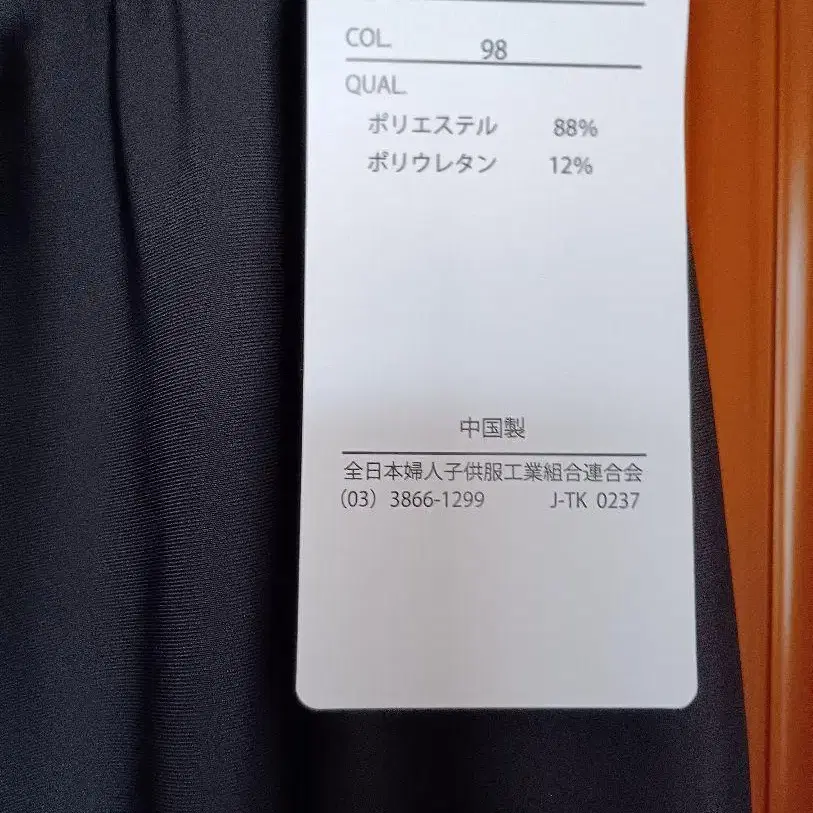 COL. 98
QUAL.
ポリエステル 88%
ポリウレタン 12%
中国製
全日本婦人子供服工業組合連合会
(03) 3866-1299 J-TK 0237